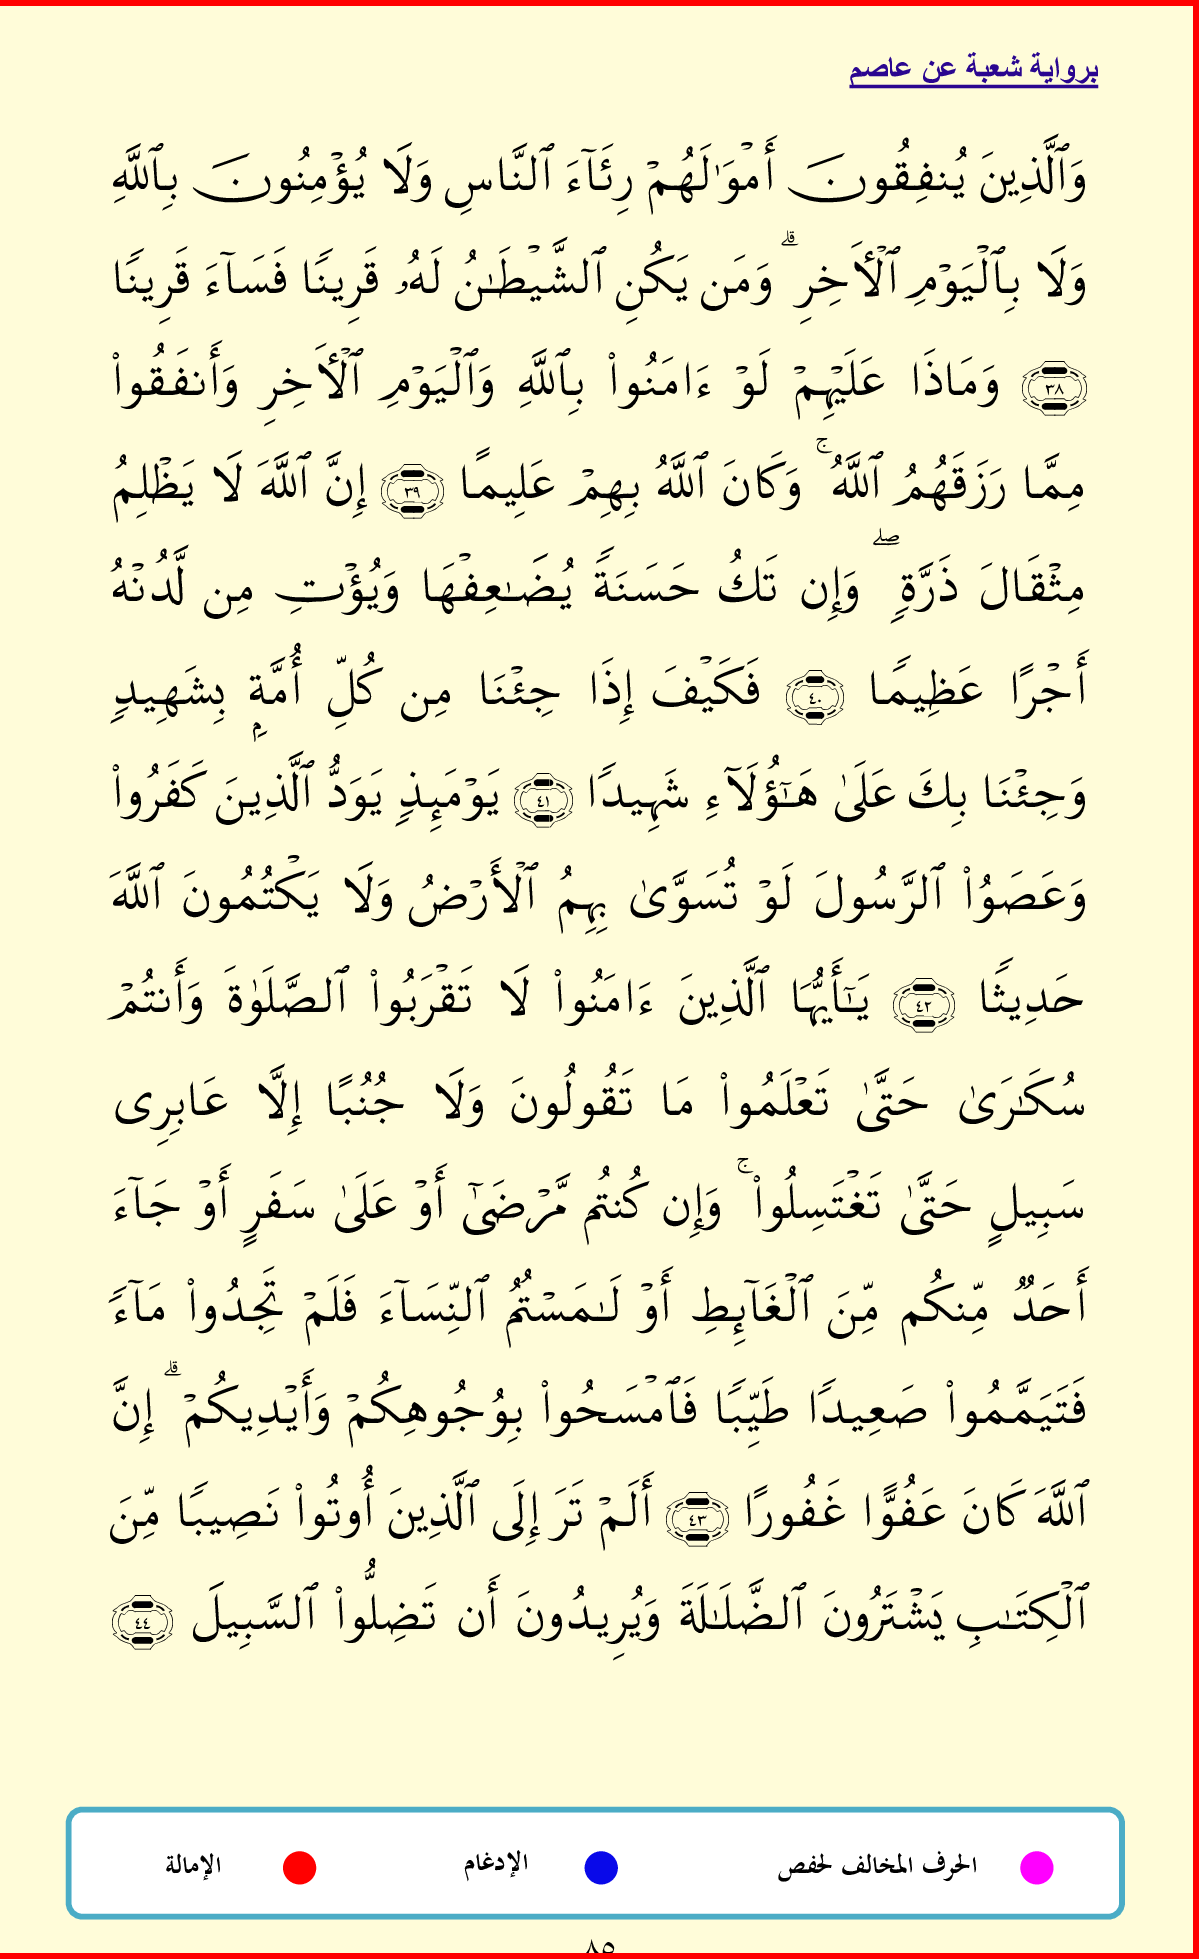 برواية شعبة عن عاصم
وَٱلَّذِينَ يُنفِقُونَ أَمْوَٰلَهُمْ رِئَآءَ ٱلنَّاسِ وَلَا يُؤْمِنُونَ بِٱللَّهِ
وَلَا بِٱلْيَوْمِ ٱلْأَخِرِ ۗ وَمَن يَكُنِ ٱلشَّيْطَـٰنُ لَهُۥ قَرِينًا فَسَآءَ قَرِينًا
٣٨ وَمَاذَا عَلَيْهِمْ لَوْ ءَامَنُوا۟ بِٱللَّهِ وَٱلْيَوْمِ ٱلْأَخِرِ وَأَنفَقُوا۟
مِمَّا رَزَقَهُمُ ٱللَّهُ ۚ وَكَانَ ٱللَّهُ بِهِمْ عَلِيمًا ٣٩ إِنَّ ٱللَّهَ لَا يَظْلِمُ
مِثْقَالَ ذَرَّةٍ ۖ وَإِن تَكُ حَسَنَةً يُضَـٰعِفْهَا وَيُؤْتِ مِن لَّدُنْهُ
أَجْرًا عَظِيمًا ٤٠ فَكَيْفَ إِذَا جِئْنَا مِن كُلِّ أُمَّةِۭ بِشَهِيدٍ
وَجِئْنَا بِكَ عَلَىٰ هَـٰٓؤُلَآءِ شَهِيدًا ٤١ يَوْمَئِذٍ يَوَدُّ ٱلَّذِينَ كَفَرُوا۟
وَعَصَوُا۟ ٱلرَّسُولَ لَوْ تُسَوَّىٰ بِهِمُ ٱلْأَرْضُ وَلَا يَكْتُمُونَ ٱللَّهَ
حَدِيثًا ٤٢ يَـٰٓأَيُّهَا ٱلَّذِينَ ءَامَنُوا۟ لَا تَقْرَبُوا۟ ٱلصَّلَوٰةَ وَأَنتُمْ
سُكَـٰرَىٰ حَتَّىٰ تَعْلَمُوا۟ مَا تَقُولُونَ وَلَا جُنُبًا إِلَّا عَابِرِى
سَبِيلٍ حَتَّىٰ تَغْتَسِلُوا۟ ۚ وَإِن كُنتُم مَّرْضَىٰٓ أَوْ عَلَىٰ سَفَرٍ أَوْ جَآءَ
أَحَدٌ مِّنكُم مِّنَ ٱلْغَآئِطِ أَوْ لَـٰمَسْتُمُ ٱلنِّسَآءَ فَلَمْ تَجِدُوا۟ مَآءً
فَتَيَمَّمُوا۟ صَعِيدًا طَيِّبًا فَٱمْسَحُوا۟ بِوُجُوهِكُمْ وَأَيْدِيكُمْ ۗ إِنَّ
ٱللَّهَ كَانَ عَفُوًّا غَفُورًا ٤٣ أَلَمْ تَرَ إِلَى ٱلَّذِينَ أُوتُوا۟ نَصِيبًا مِّنَ
ٱلْكِتَـٰبِ يَشْتَرُونَ ٱلضَّلَـٰلَةَ وَيُرِيدُونَ أَن تَضِلُّوا۟ ٱلسَّبِيلَ ٤٤
الحرف المخالف لحفص الإدغام الإمالة
٨٥